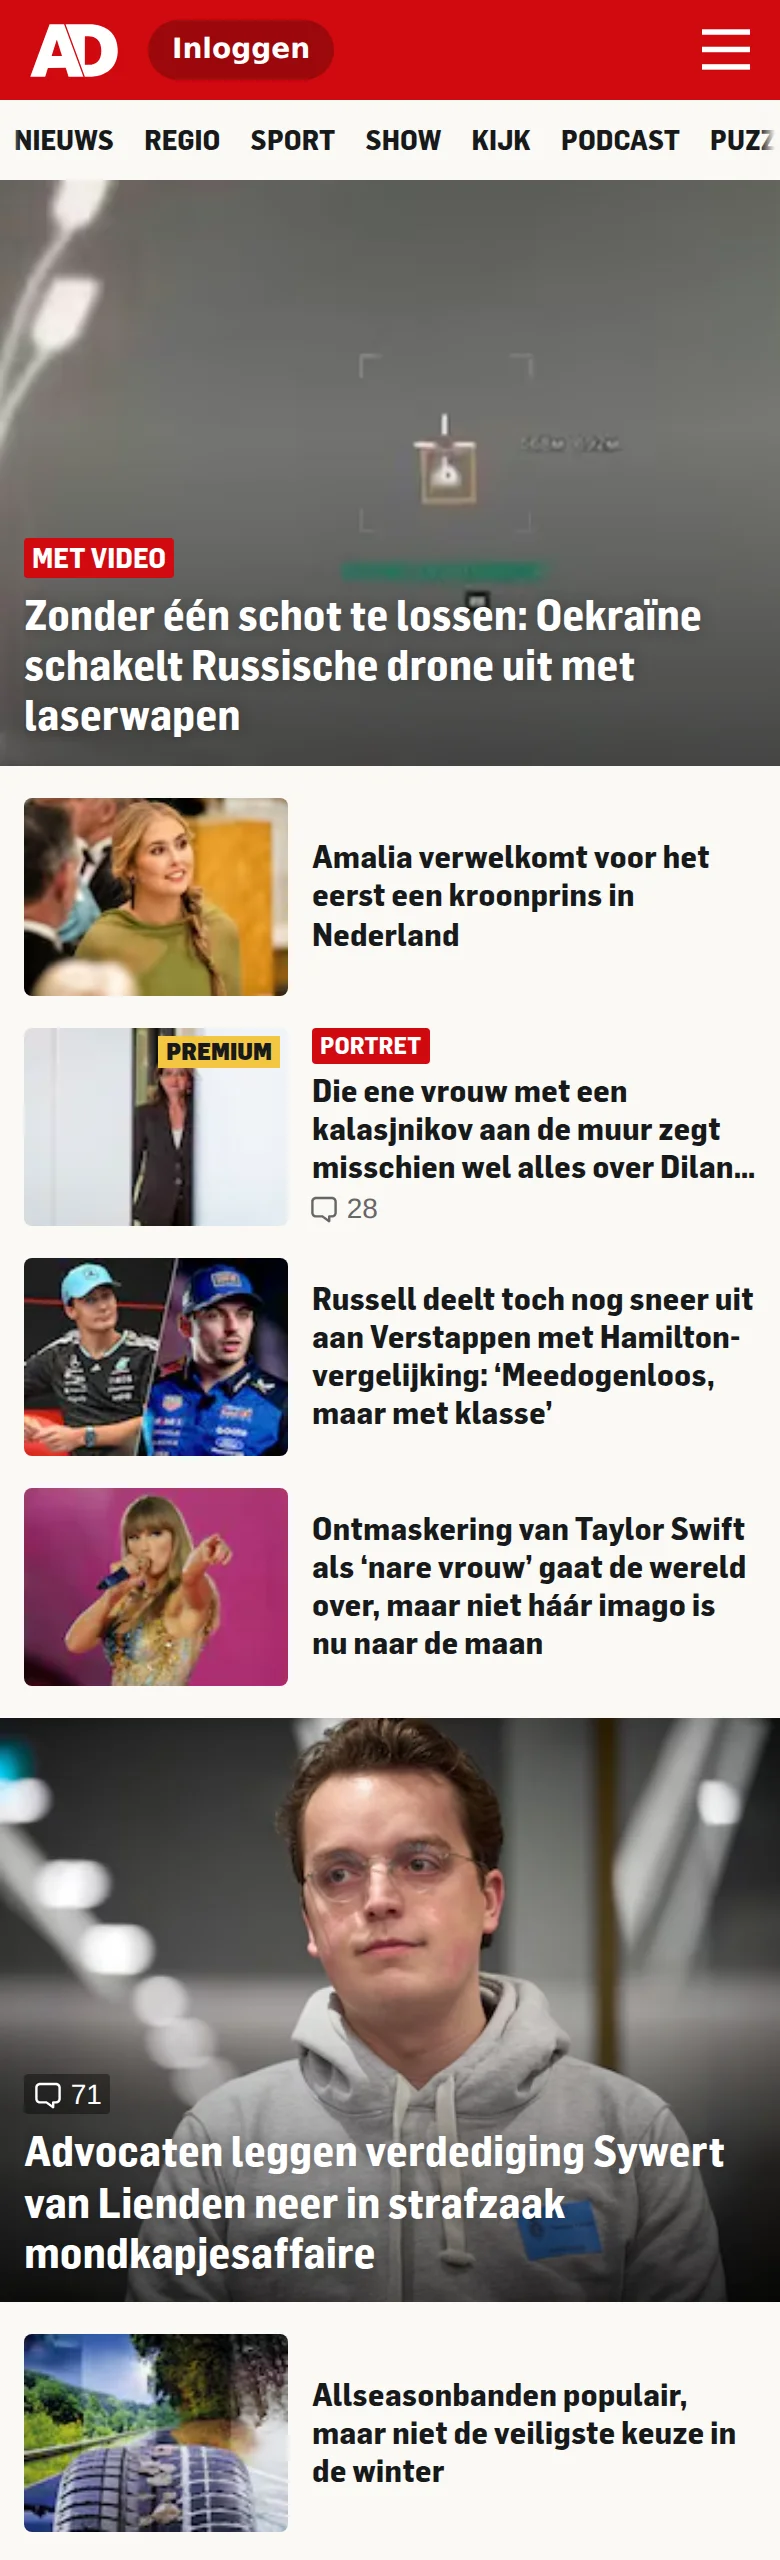 AD
Inloggen
NIEUWS REGIO SPORT SHOW KIJK PODCAST PUZZ
MET VIDEO
Zonder één schot te lossen: Oekraïne
schakelt Russische drone uit met
laserwapen
Amalia verwelkomt voor het
eerst een kroonprins in
Nederland
PREMIUM
PORTRET
Die ene vrouw met een
kalasjnikov aan de muur zegt
misschien wel alles over Dilan...
28
Russell deelt toch nog sneer uit
aan Verstappen met Hamilton-
vergelijking: ‘Meedogenloos,
maar met klasse’
Ontmaskering van Taylor Swift
als ‘nare vrouw’ gaat de wereld
over, maar niet háár imago is
nu naar de maan
71
Advocaten leggen verdediging Sywert
van Lienden neer in strafzaak
mondkapjesaffaire
Allseasonbanden populair,
maar niet de veiligste keuze in
de winter